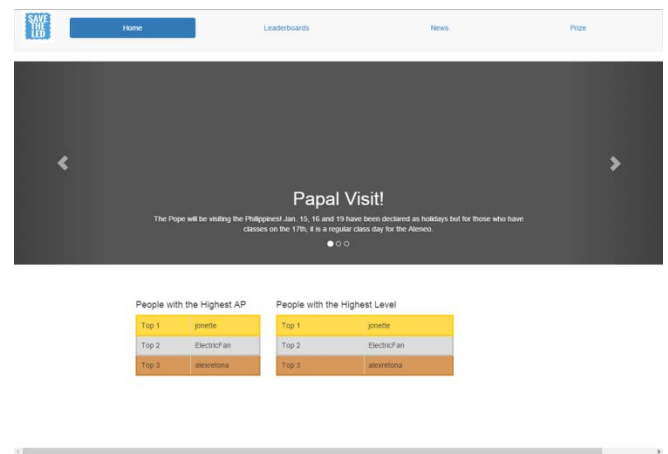 SAVE
THE
LED
Home Leaderboards News Prize
Papal Visit!
The Pope will be visiting the Philippines! Jan. 15, 16 and 19 have been declared as holidays but for those who have
classes on the 17th, it is a regular class day for the Ateneo.
People with the Highest AP
Top 1 jonette
Top 2 ElectricFan
Top 3 alexretona
People with the Highest Level
Top 1 jonette
Top 2 ElectricFan
Top 3 alexretona